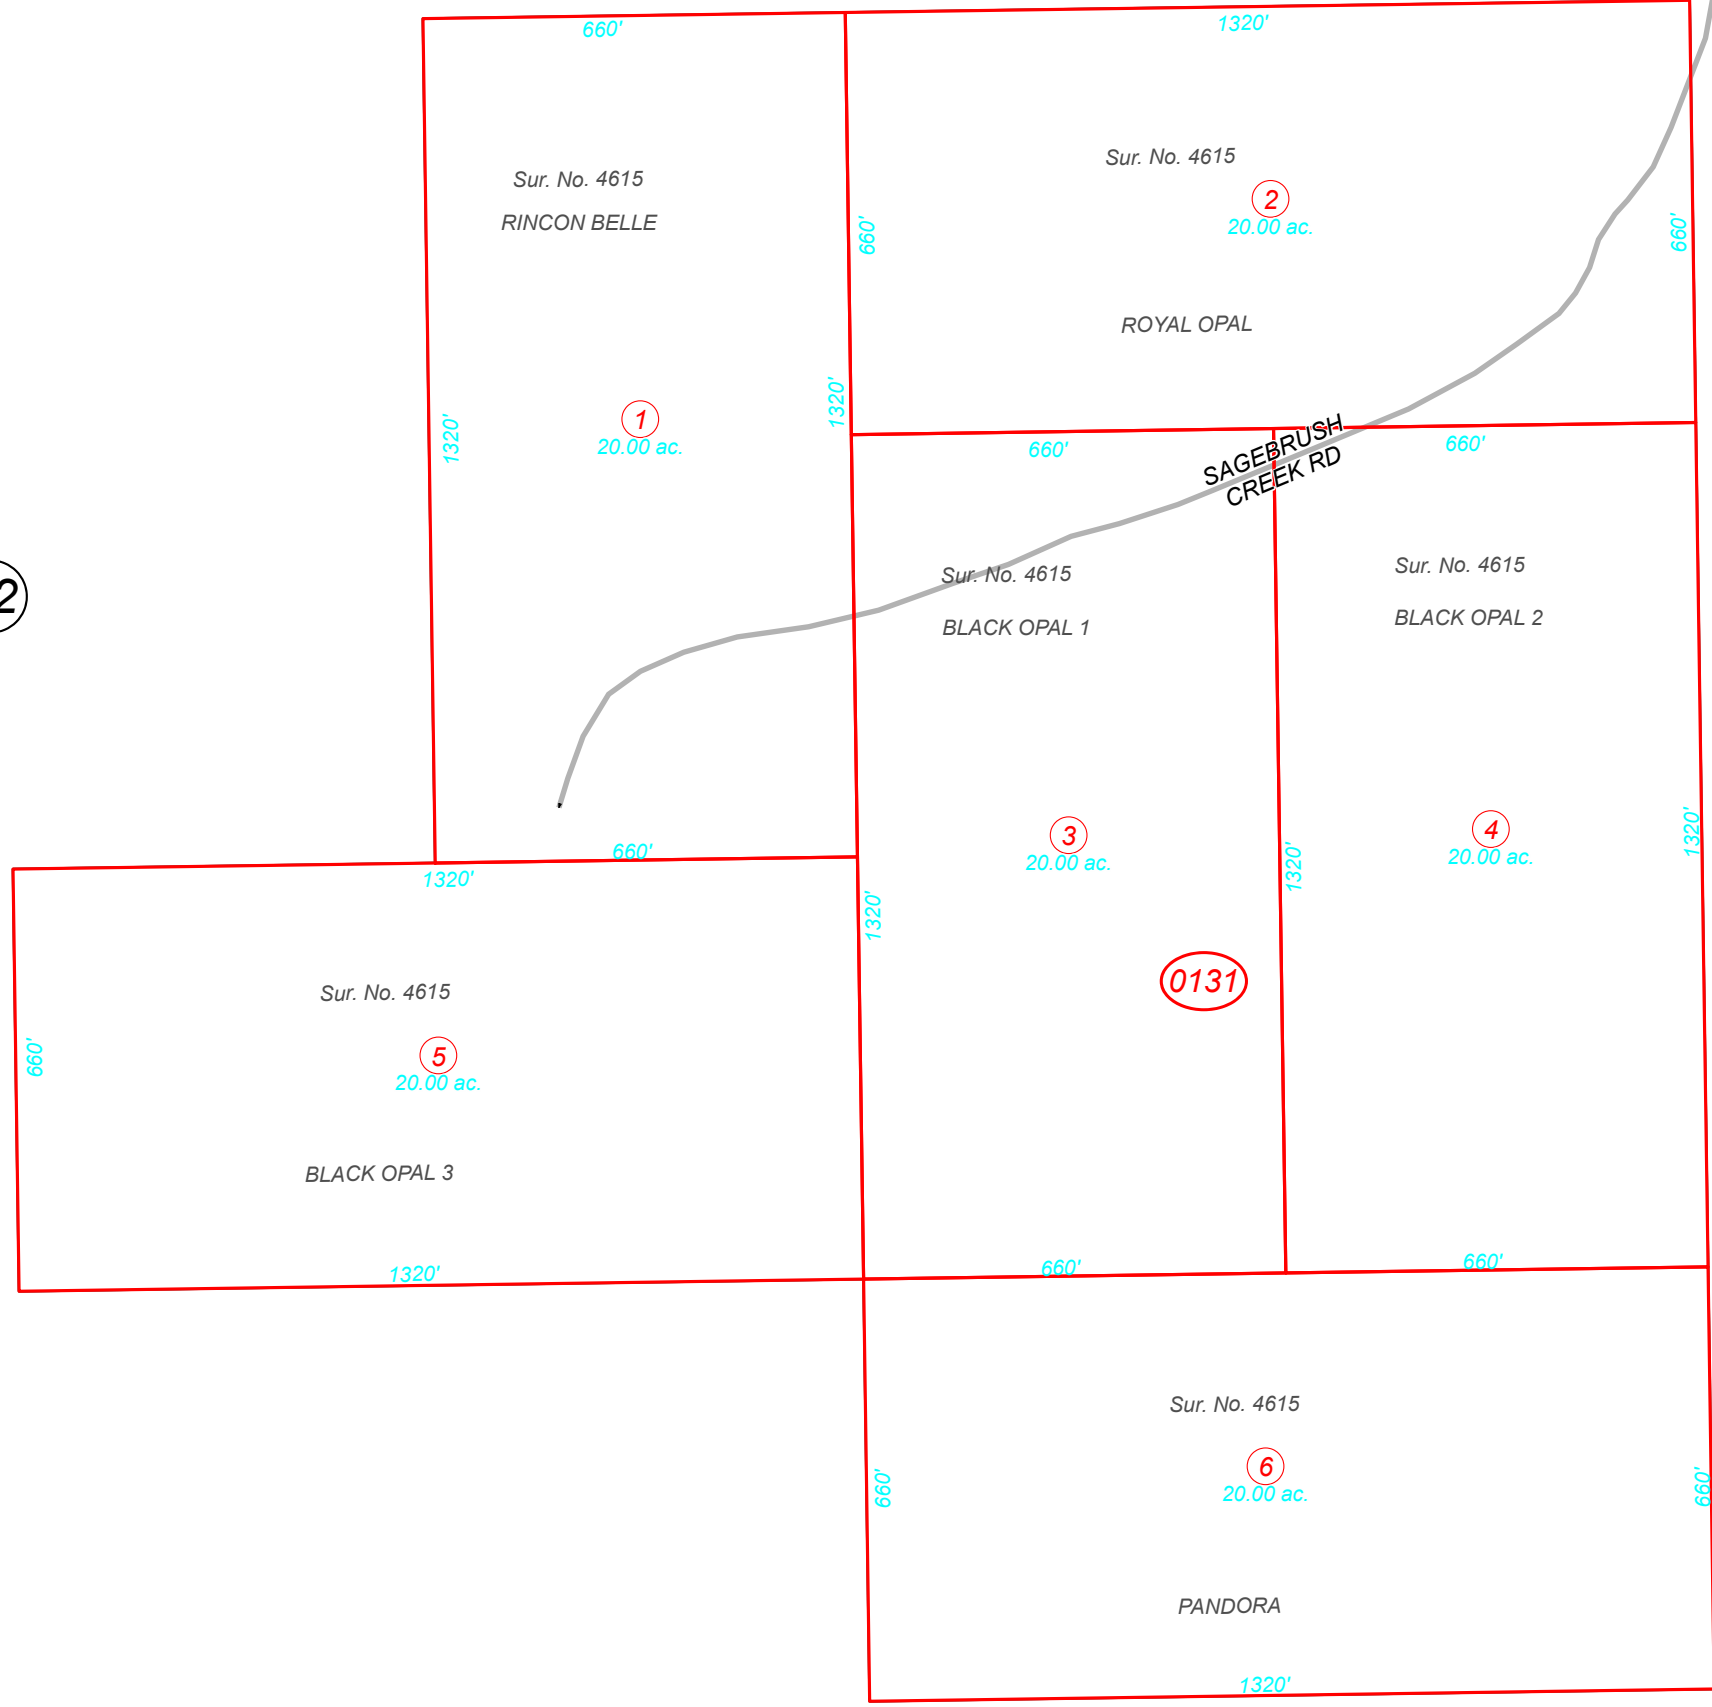 660'
1320'
Sur. No. 4615
RINCON BELLE
1320'
1
20.00 ac.
1320'
660'
Sur. No. 4615
2
20.00 ac.
ROYAL OPAL
660'
660'
SAGEBRUSH
CREEK RD
660'
660'
Sur. No. 4615
BLACK OPAL 1
3
20.00 ac.
1320'
0131
660'
Sur. No. 4615
BLACK OPAL 2
4
20.00 ac.
1320'
1320'
660'
2
1320'
Sur. No. 4615
5
20.00 ac.
660'
BLACK OPAL 3
1320'
Sur. No. 4615
6
20.00 ac.
660'
660'
PANDORA
1320'